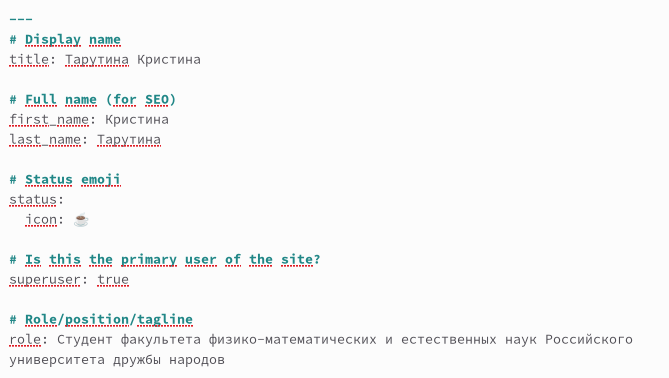 ---
# Display name
title: Тарутина Кристина
# Full name (for SEO)
first_name: Кристина
last_name: Тарутина
# Status emoji
status:
icon: ☕
# Is this the primary user of the site?
superuser: true
# Role/position/tagline
role: Студент факультета физико-математических и естественных наук Российского
университета дружбы народов